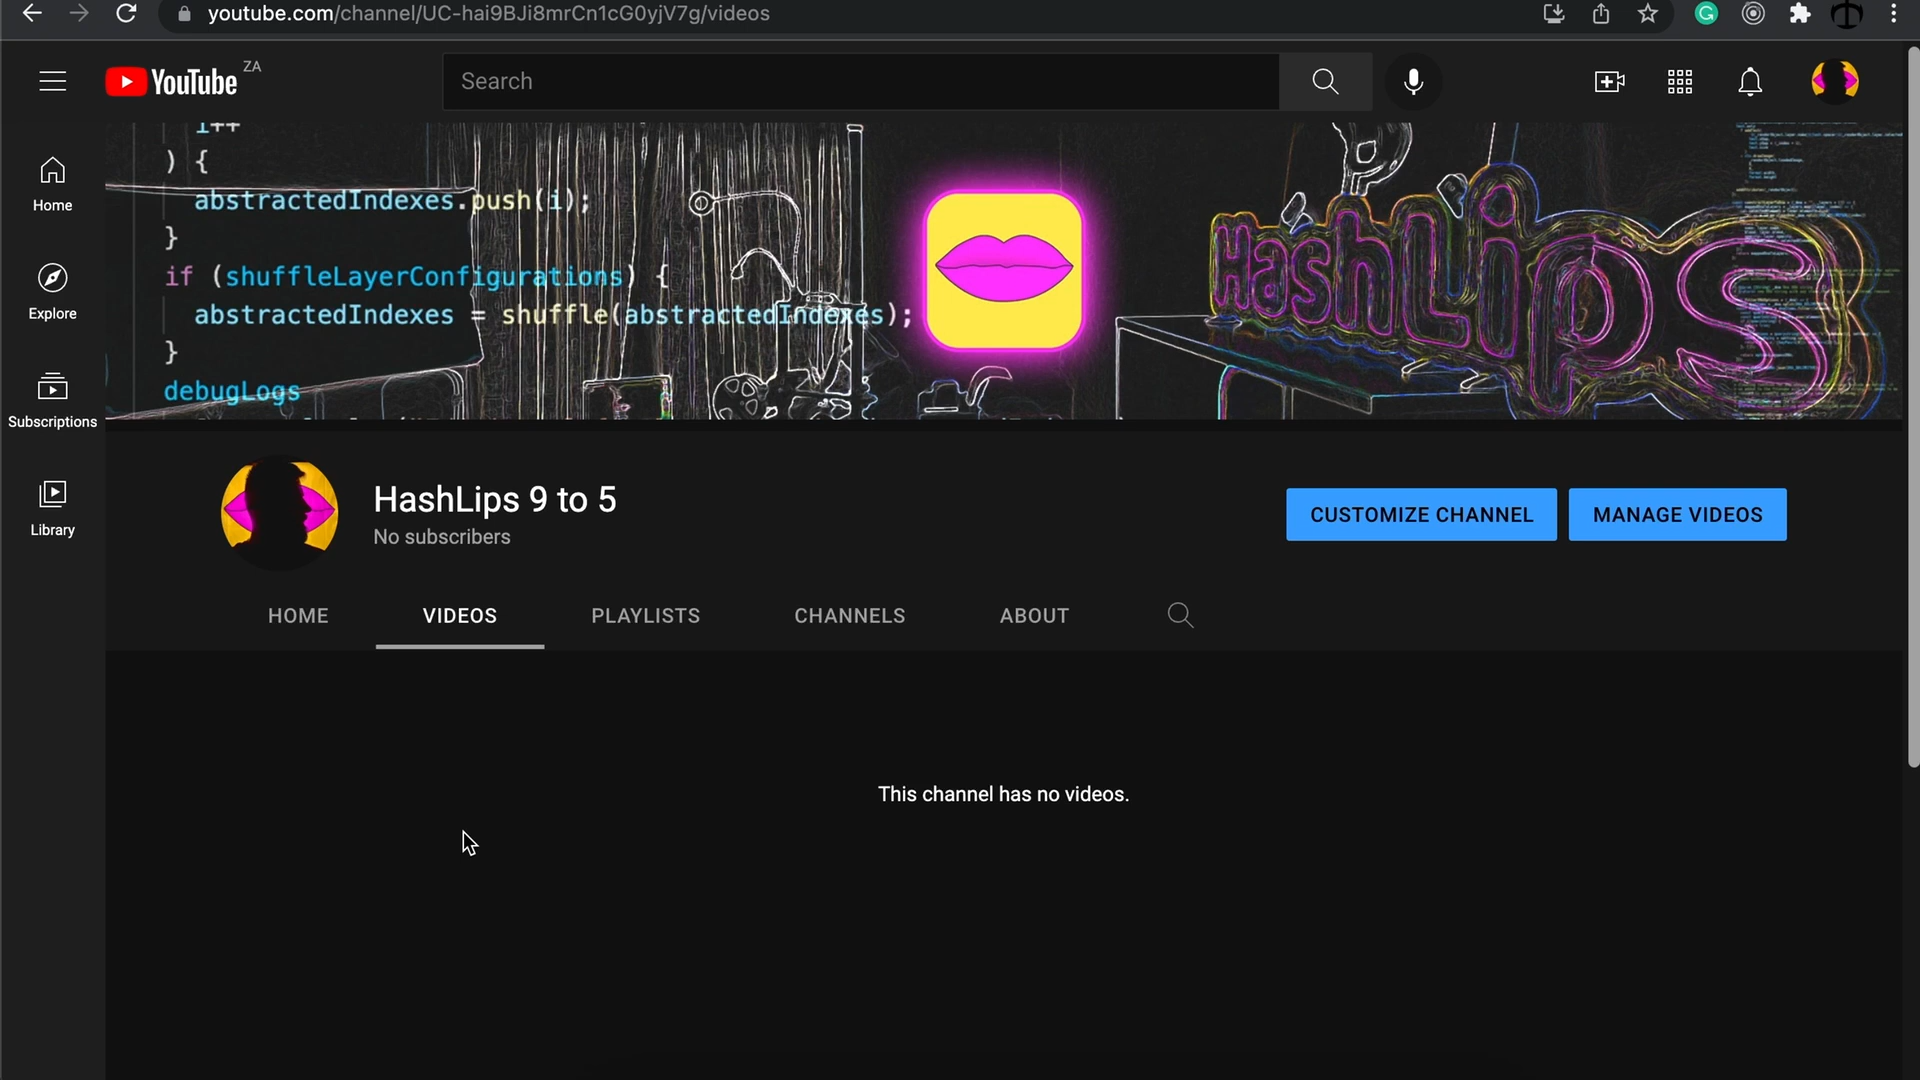 youtube.com/channel/UC-hai9BJi8mrCn1cG0yjV7g/videos
YouTube ZA
Search
i++
) {
abstractedIndexes.push(i);
}
if (shuffleLayerConfigurations) {
abstractedIndexes = shuffle(abstractedIndexes);
}
debugLogs
HashLips
Home
Explore
Subscriptions
Library
HashLips 9 to 5
No subscribers
CUSTOMIZE CHANNEL
MANAGE VIDEOS
HOME
VIDEOS
PLAYLISTS
CHANNELS
ABOUT
This channel has no videos.